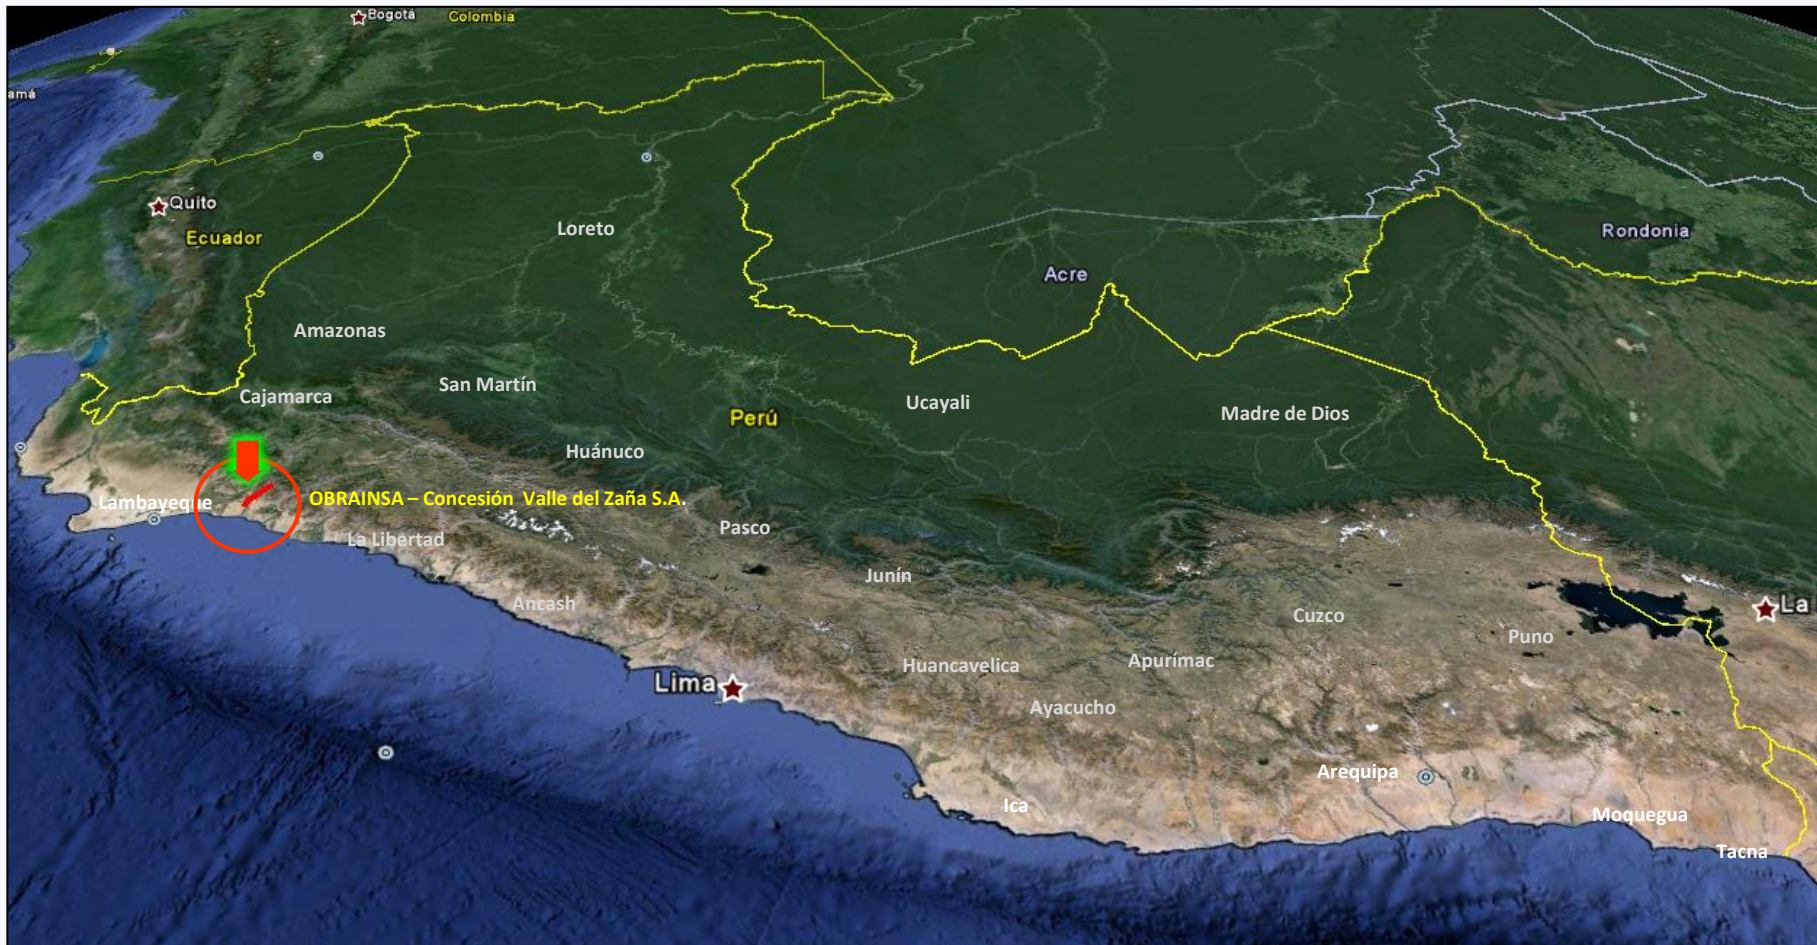 Bogotá
Colombia
amá
Quito
Ecuador
Loreto
Rondonia
Acre
Amazonas
San Martín
Cajamarca
Ucayali
Perú
Madre de Dios
Huánuco
Lambayeque
OBRAINSA – Concesión  Valle del Zaña S.A.
Pasco
La Libertad
Junín
Ancash
Cuzco
La
Puno
Huancavelica
Apurímac
Lima
Ayacucho
Arequipa
Ica
Moquegua
Tacna